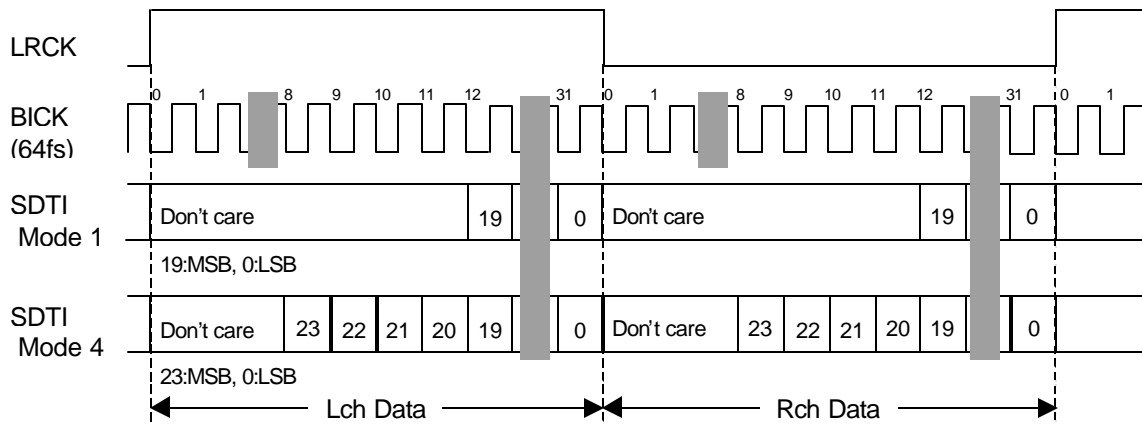 LRCK
0 1 8 9 10 11 12 31 0 1 8 9 10 11 12 31 0 1
BICK
(64fs)
SDTI
Mode 1
Don't care 19 0 Don't care 19 0
19:MSB, 0:LSB
SDTI
Mode 4
Don't care 23 22 21 20 19 0 Don't care 23 22 21 20 19 0
23:MSB, 0:LSB
Lch Data Rch Data